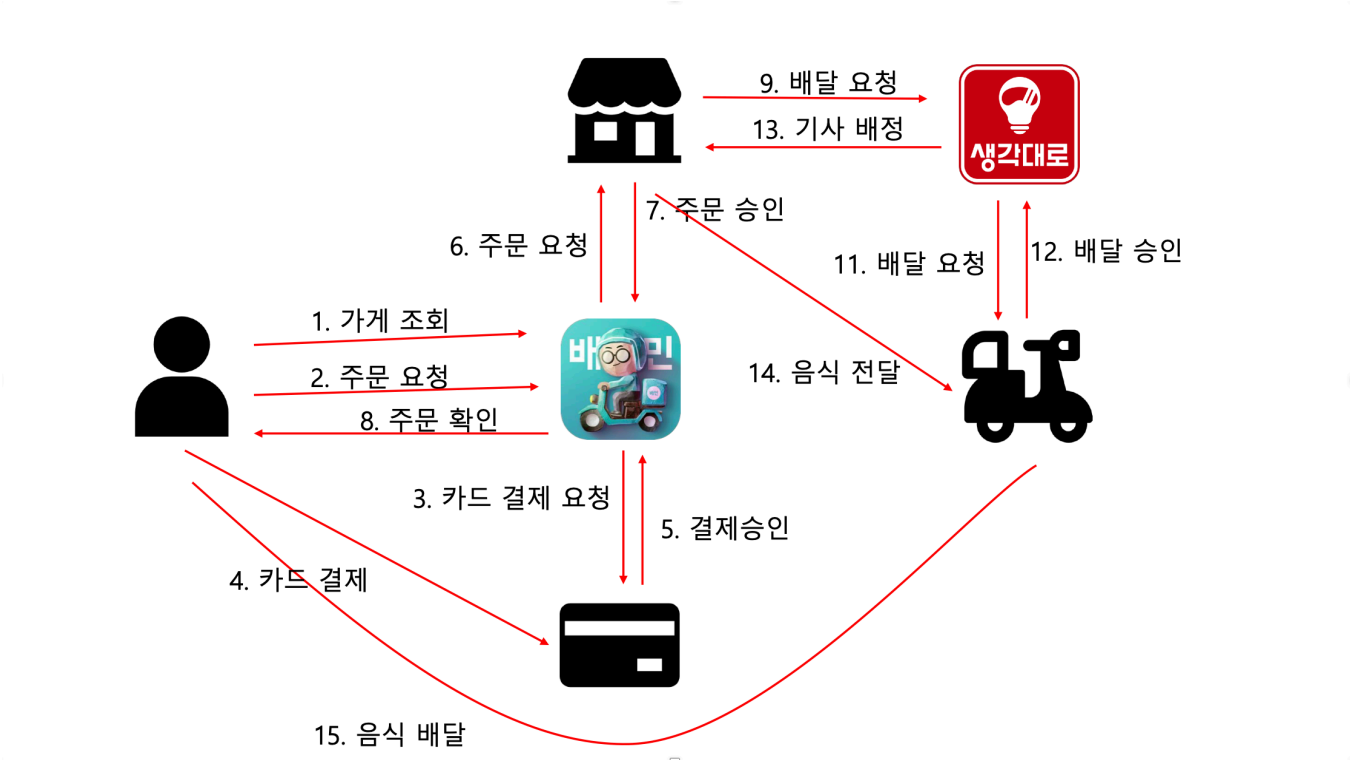 9. 배달 요청
13. 기사 배정
생각대로
7. 주문 승인
6. 주문 요청
12. 배달 승인
11. 배달 요청
1. 가게 조회
배 민
2. 주문 요청
14. 음식 전달
8. 주문 확인
3. 카드 결제 요청
5. 결제승인
4. 카드 결제
15. 음식 배달